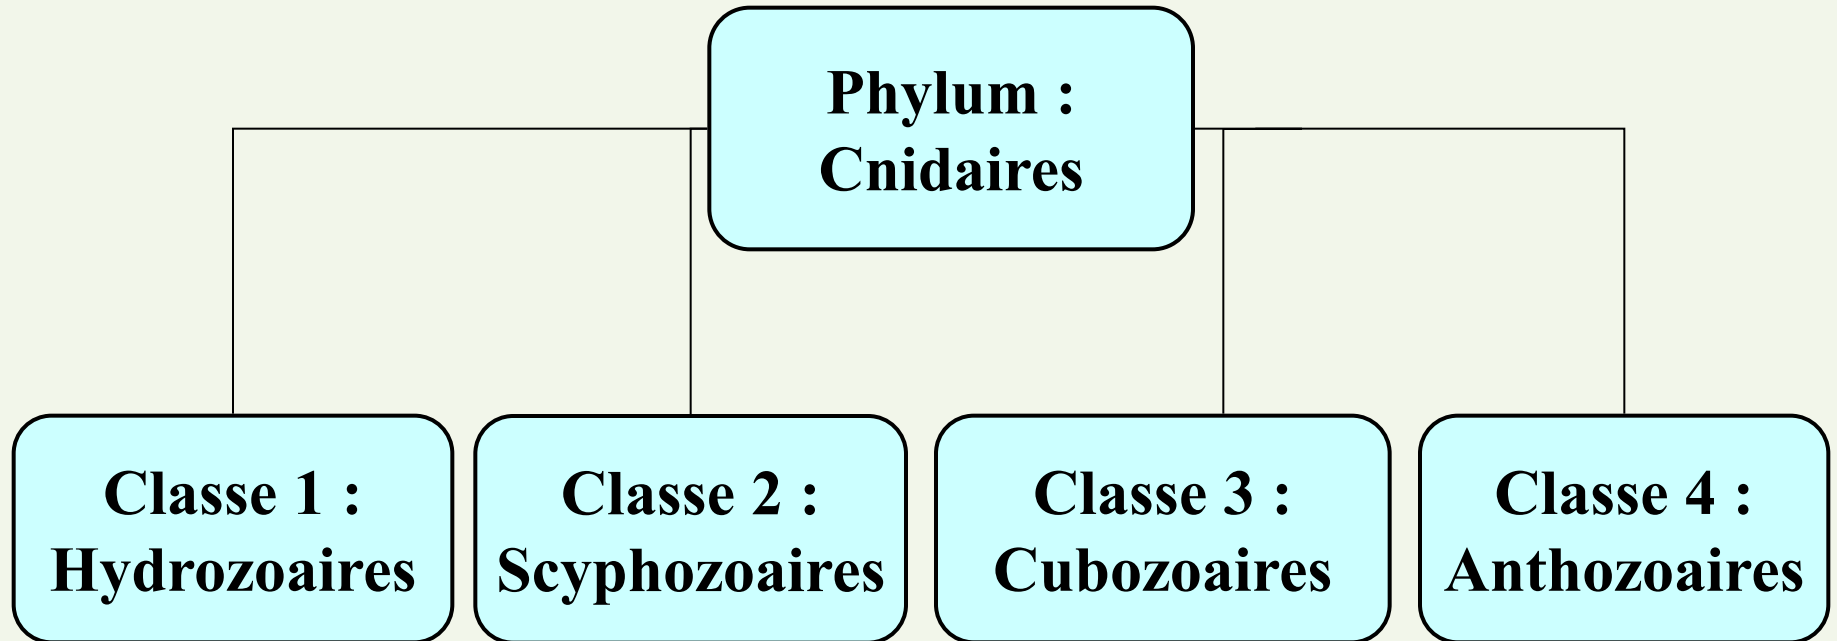 Phylum :
Cnidaires
Classe 1 :
Hydrozoaires
Classe 2 :
Scyphozoaires
Classe 3 :
Cubozoaires
Classe 4 :
Anthozoaires